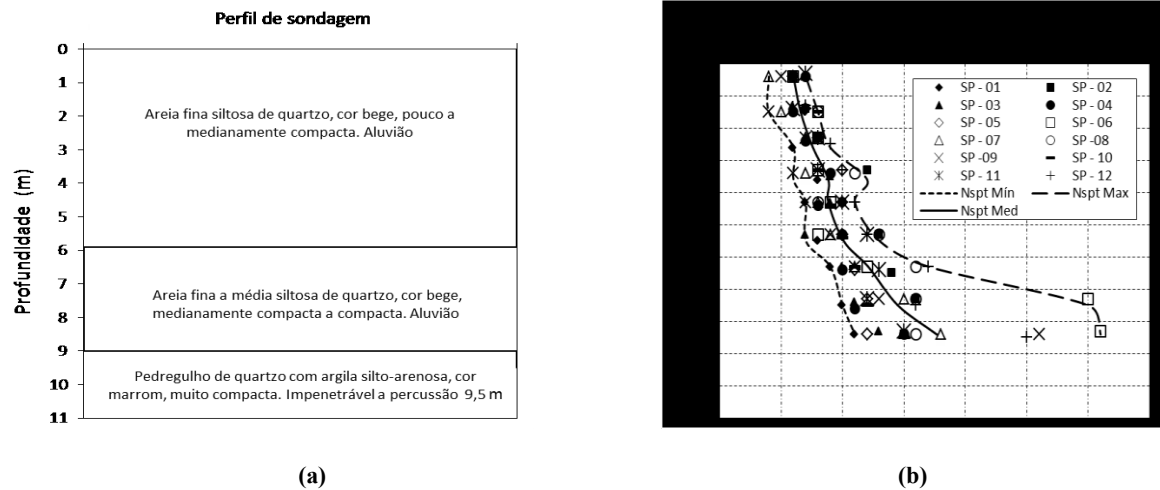 Perfil de sondagem
0
1
2
3
4
5
6
7
8
9
10
11
Profundidade (m)
Areia fina siltosa de quartzo, cor bege, pouco a
medianamente compacta. Aluvião
Areia fina a média siltosa de quartzo, cor bege,
medianamente compacta a compacta. Aluvião
Pedregulho de quartzo com argila silto-arenosa, cor
marrom, muito compacta. Impenetrável a percussão 9,5 m
(a)
SP - 01 SP - 02
SP - 03 SP - 04
SP - 05 SP - 06
SP - 07 SP -08
SP -09 SP - 10
SP - 11 SP - 12
Nspt Mín Nspt Max
Nspt Med
(b)